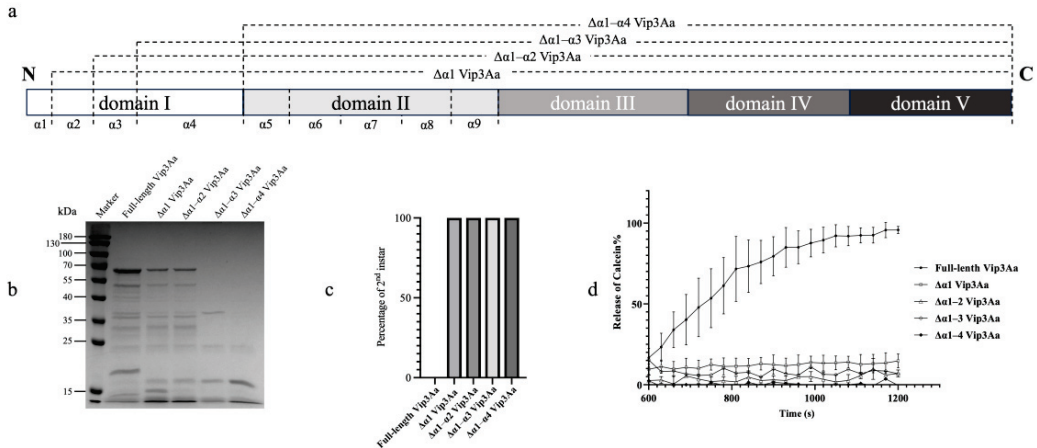 a
Δα1–α4 Vip3Aa
Δα1–α3 Vip3Aa
Δα1–α2 Vip3Aa
N Δα1 Vip3Aa C
domain I domain II domain III domain IV domain V
α1 α2 α3 α4 α5 α6 α7 α8 α9
b
kDa
Marker
Full-length Vip3Aa
Δα1 Vip3Aa
Δα1–α2 Vip3Aa
Δα1–α3 Vip3Aa
Δα1–α4 Vip3Aa
180
130
100
70
55
40
35
25
15
c
Percentage of 2nd instar
100
50
0
Full-length Vip3Aa
Δα1 Vip3Aa
Δα1–α2 Vip3Aa
Δα1–α3 Vip3Aa
Δα1–α4 Vip3Aa
d
Release of Calcein%
100
50
0
600 800 1000 1200
Time (s)
Full-lenth Vip3Aa
Δα1 Vip3Aa
Δα1–2 Vip3Aa
Δα1–3 Vip3Aa
Δα1–4 Vip3Aa